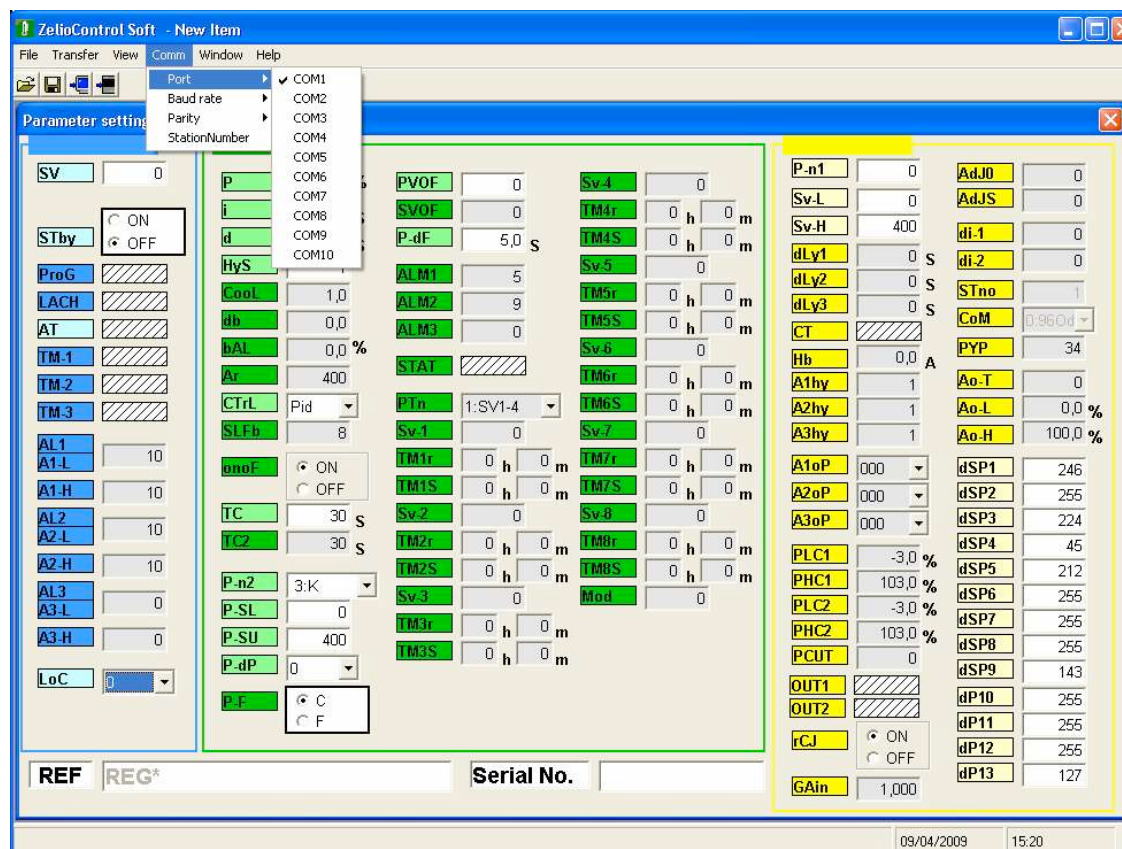 ZelioControl Soft - New Item
File Transfer View Comm Window Help
Port
Baud rate
Parity
StationNumber
COM1
COM2
COM3
COM4
COM5
COM6
COM7
COM8
COM9
COM10
Parameter setting
SV 0
STby ON
OFF
ProG
LACH
AT
TM-1
TM-2
TM-3
AL1
A1-L 10
A1-H 10
AL2
A2-L 10
A2-H 10
AL3
A3-L 0
A3-H 0
LoC 0
P %
i S
d S
HyS 1
CooL 1,0
db 0,0
bAL 0,0 %
Ar 400
CTrL Pid
SLFb 8
onoF ON
OFF
TC 30 S
TC2 30 S
P-n2 3:K
P-SL 0
P-SU 400
P-dP 0
P-F C
F
PVOF 0
SVOF 0
P-dF 5,0 S
ALM1 5
ALM2 9
ALM3 0
STAT
PTn 1:SV1-4
Sv-1 0
TM1r 0 h 0 m
TM1S 0 h 0 m
Sv-2 0
TM2r 0 h 0 m
TM2S 0 h 0 m
Sv-3 0
TM3r 0 h 0 m
TM3S 0 h 0 m
Sv-4 0
TM4r 0 h 0 m
TM4S 0 h 0 m
Sv-5 0
TM5r 0 h 0 m
TM5S 0 h 0 m
Sv-6 0
TM6r 0 h 0 m
TM6S 0 h 0 m
Sv-7 0
TM7r 0 h 0 m
TM7S 0 h 0 m
Sv-8 0
TM8r 0 h 0 m
TM8S 0 h 0 m
Mod 0
P-n1 0
Sv-L 0
Sv-H 400
dLy1 0 S
dLy2 0 S
dLy3 0 S
CT
Hb 0,0 A
A1hy 1
A2hy 1
A3hy 1
A1oP 000
A2oP 000
A3oP 000
PLC1 -3,0 %
PHC1 103,0 %
PLC2 -3,0 %
PHC2 103,0 %
PCUT 0
OUT1
OUT2
rCJ ON
OFF
GAin 1,000
AdJ0 0
AdJS 0
di-1 0
di-2 0
STno 1
CoM 0:96Od
PYP 34
Ao-T 0
Ao-L 0,0 %
Ao-H 100,0 %
dSP1 246
dSP2 255
dSP3 224
dSP4 45
dSP5 212
dSP6 255
dSP7 255
dSP8 255
dSP9 143
dP10 255
dP11 255
dP12 255
dP13 127
REF REG* Serial No.
09/04/2009 15:20